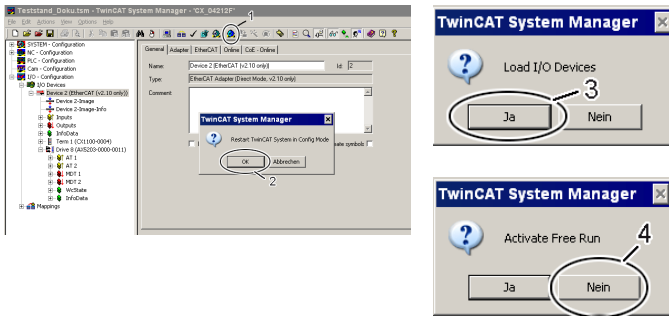 Teststand_Doku.tsm - TwinCAT System Manager - 'CX_04212F'
File Edit Actions View Options Help
1
SYSTEM - Configuration
NC - Configuration
PLC - Configuration
Cam - Configuration
I/O - Configuration
I/O Devices
Device 2 (EtherCAT (v2.10 only))
Device 2-Image
Device 2-Image-Info
Inputs
Outputs
InfoData
Term 1 (CX1100-0004)
Drive 8 (AX5203-0000-0011)
AT 1
AT 2
MDT 1
MDT 2
WcState
InfoData
Mappings
General Adapter EtherCAT Online CoE - Online
Name: Device 2 (EtherCAT (v2.10 only)) Id: 2
Type: EtherCAT Adapter (Direct Mode, v2.10 only)
Comment
TwinCAT System Manager
Restart TwinCAT System in Config Mode
OK Abbrechen
2
symbols
TwinCAT System Manager
Load I/O Devices
3
Ja Nein
TwinCAT System Manager
Activate Free Run
4
Ja Nein